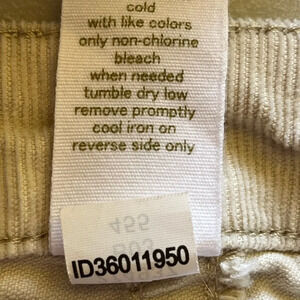 cold
with like colors
only non-chlorine
bleach
when needed
tumble dry low
remove promptly
cool iron on
reverse side only
ID36011950